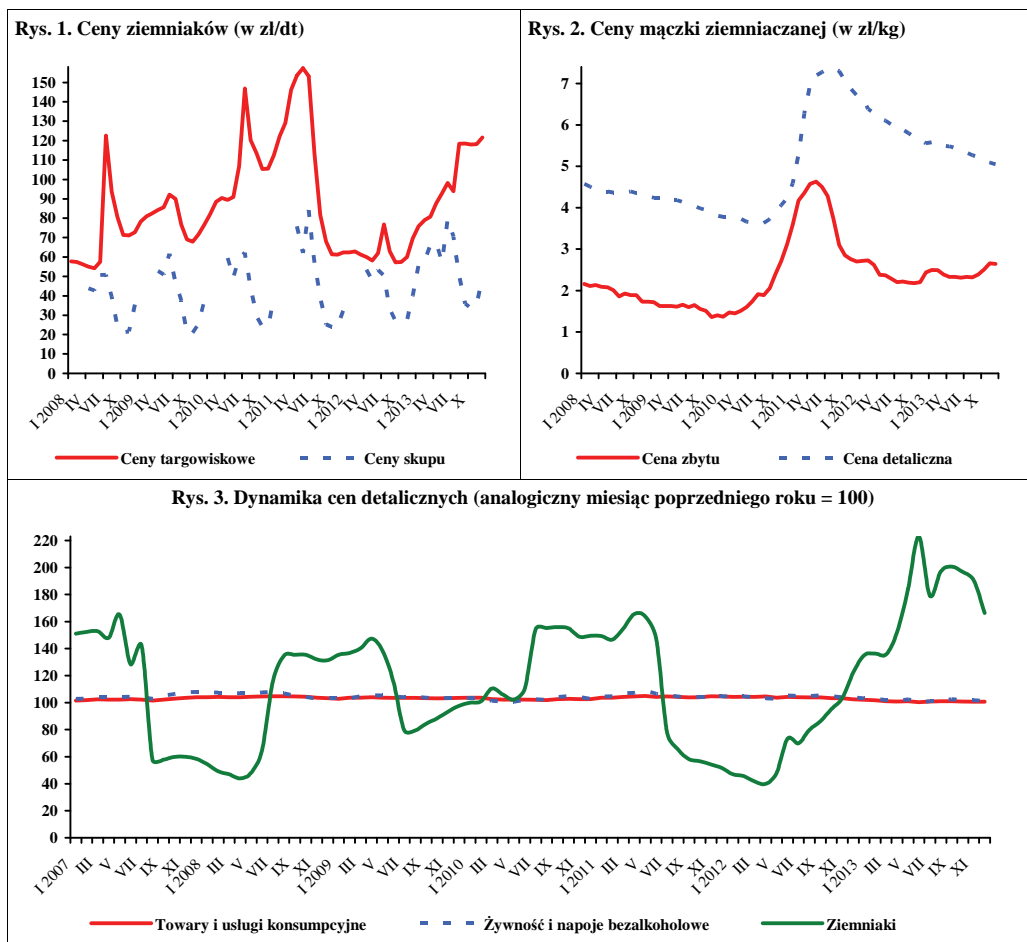 Rys. 1. Ceny ziemniaków (w zł/dt)
150
140
130
120
110
100
90
80
70
60
50
40
30
20
10
0
I 2008
IV
VII
X
I 2009
IV
VII
X
I 2010
IV
VII
X
I 2011
IV
VII
X
I 2012
IV
VII
X
I 2013
IV
VII
X
Ceny targowiskowe
Ceny skupu
Rys. 2. Ceny mączki ziemniaczanej (w zł/kg)
7
6
5
4
3
2
1
0
I 2008
IV
VII
X
I 2009
IV
VII
X
I 2010
IV
VII
X
I 2011
IV
VII
X
I 2012
IV
VII
X
I 2013
IV
VII
X
Cena zbytu
Cena detaliczna
Rys. 3. Dynamika cen detalicznych (analogiczny miesiąc poprzedniego roku = 100)
220
200
180
160
140
120
100
80
60
40
20
0
I 2007
III
V
VII
IX
XI
I 2008
III
V
VII
IX
XI
I 2009
III
V
VII
IX
XI
I 2010
III
V
VII
IX
XI
I 2011
III
V
VII
IX
XI
I 2012
III
V
VII
IX
XI
I 2013
III
V
VII
IX
XI
Towary i usługi konsumpcyjne
Żywność i napoje bezalkoholowe
Ziemniaki